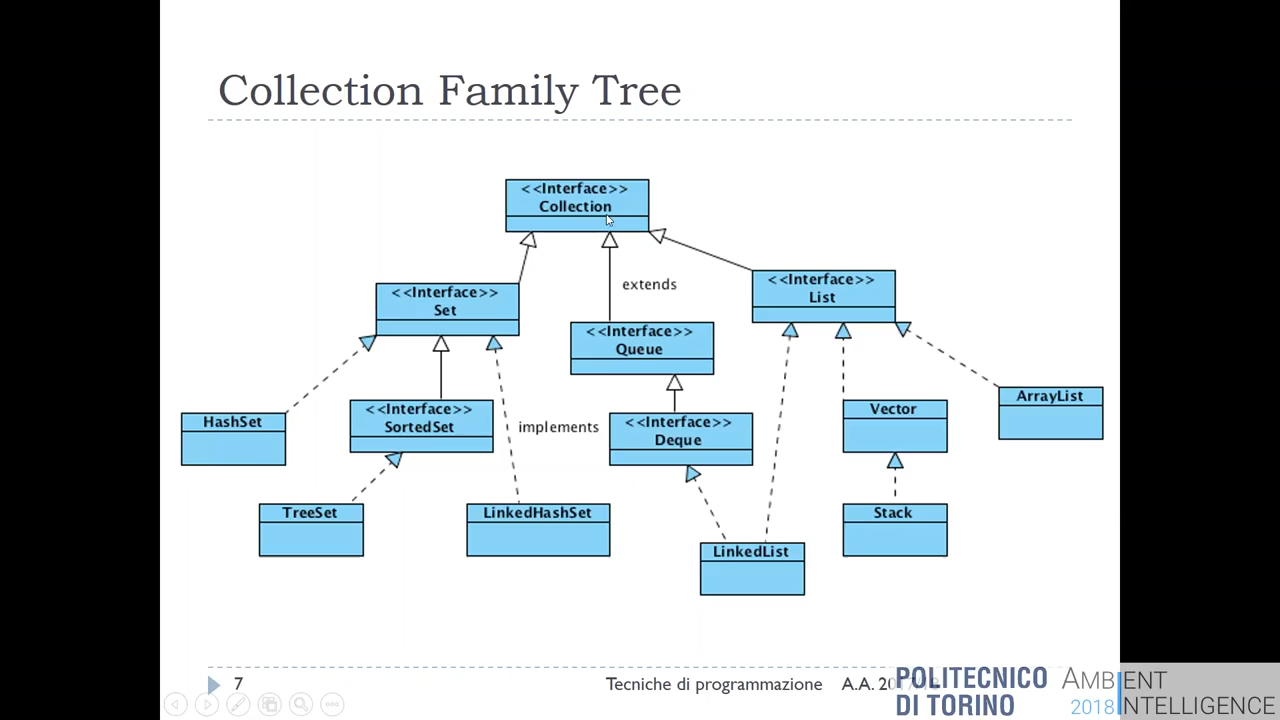 Collection Family Tree
<<Interface>>
Collection
extends
<<Interface>>
Set
<<Interface>>
List
<<Interface>>
Queue
HashSet
<<Interface>>
SortedSet
implements
<<Interface>>
Deque
Vector
ArrayList
TreeSet
LinkedHashSet
LinkedList
Stack
7
Tecniche di programmazione
A.A.
POLITECNICO
DI TORINO
AMBIENT
2018 INTELLIGENCE